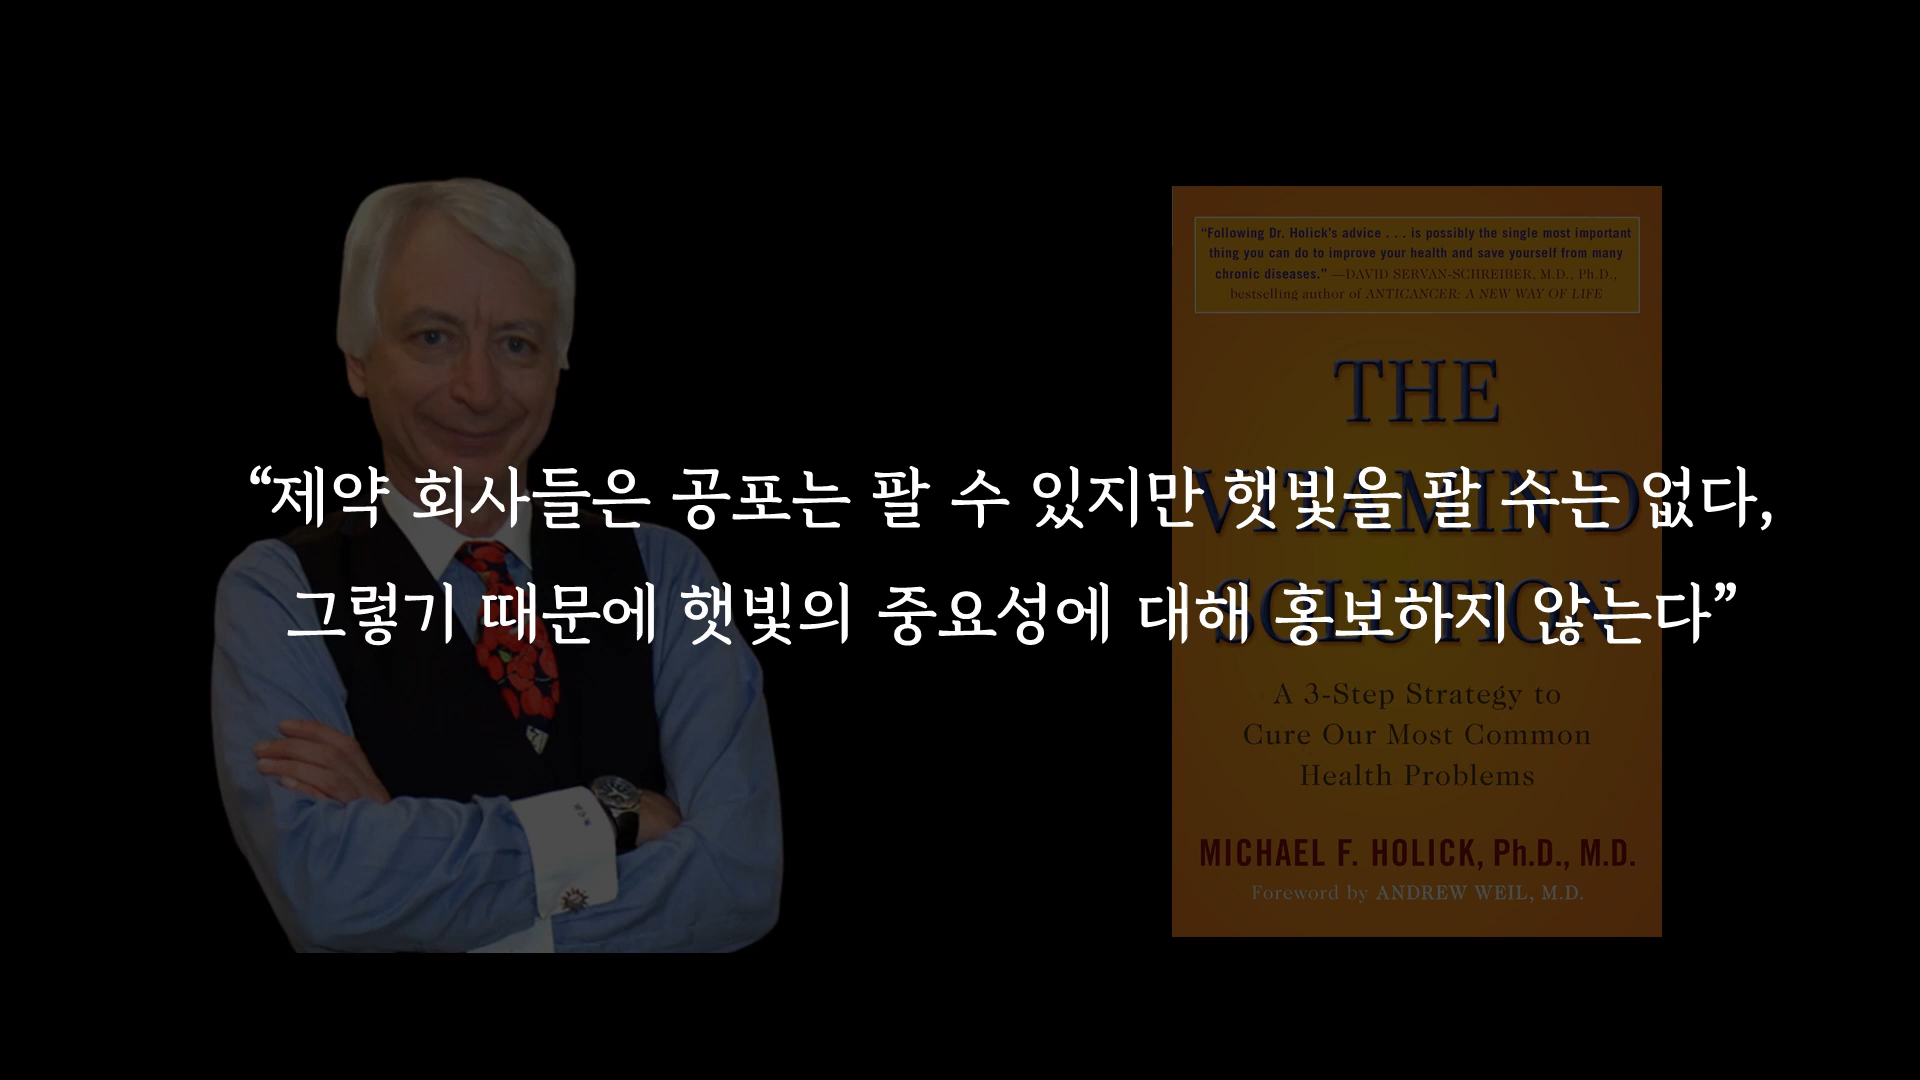 “제약 회사들은 공포는 팔 수 있지만 햇빛을 팔 수는 없다,
그렇기 때문에 햇빛의 중요성에 대해 홍보하지 않는다”
“Following Dr. Holick's advice . . . is possibly the single most important
thing you can do to improve your health and save yourself from many
chronic diseases.” —DAVID SERVAN-SCHREIBER, M.D., Ph.D.,
bestselling author of ANTICANCER: A NEW WAY OF LIFE
THE
VITAMIN D
SOLUTION
A 3-Step Strategy to
Cure Our Most Common
Health Problems
MICHAEL F. HOLICK, Ph.D., M.D.
Foreword by ANDREW WEIL, M.D.